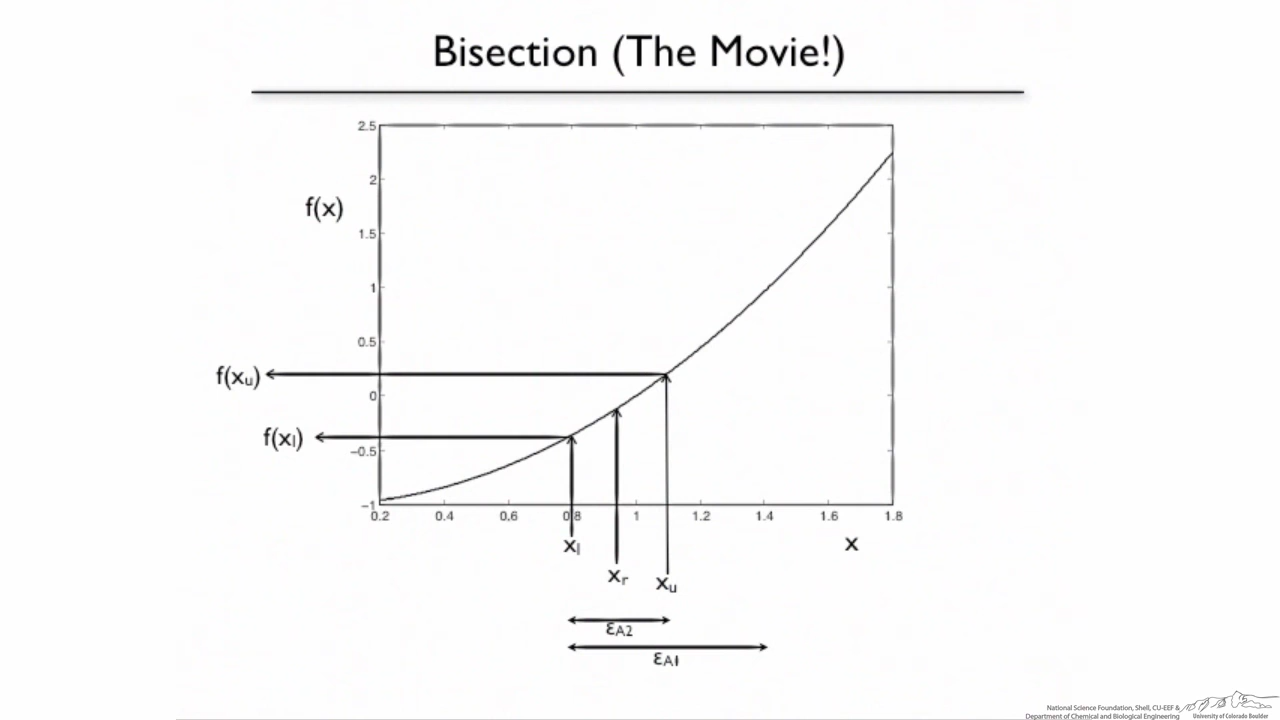 Bisection (The Movie!)
2.5
f(x)
2
1.5
1
0.5
f(xu)
0
f(xl)
−0.5
−1
0.2 0.4 0.6 0.8 1 1.2 1.4 1.6 1.8
xl
x
xr
xu
εA2
εA1
National Science Foundation, Shell, CU-EEF &
Department of Chemical and Biological Engineering
University of Colorado Boulder